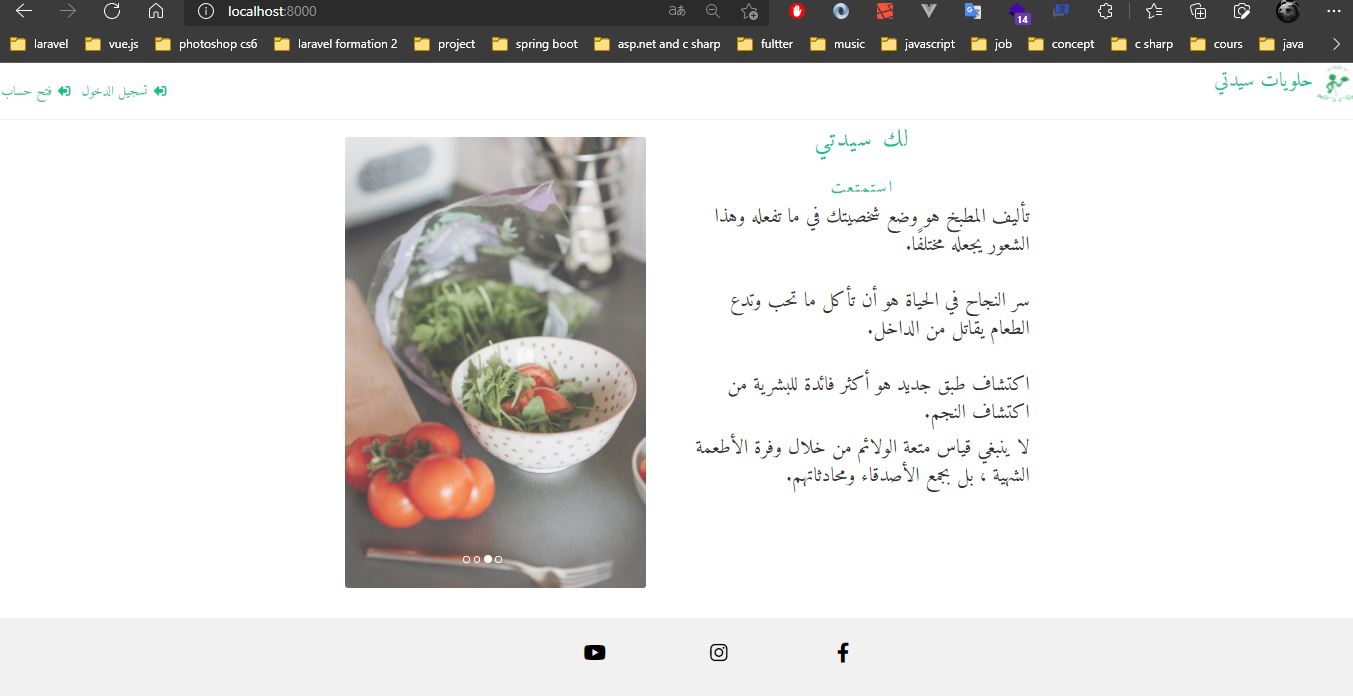 localhost:8000
laravel
vue.js
photoshop cs6
laravel formation 2
project
spring boot
asp.net and c sharp
fultter
music
javascript
job
concept
c sharp
cours
java
14
حلويات سيدتي
تسجيل الدخول
فتح حساب
لك سيدتي
استمتعت
تأليف المطبخ هو وضع شخصيتك في ما تفعله وهذا
الشعور يجعله مختلفًا.
سر النجاح في الحياة هو أن تأكل ما تحب وتدع
الطعام يقاتل من الداخل.
اكتشاف طبق جديد هو أكثر فائدة للبشرية من
اكتشاف النجم.
لا ينبغي قياس متعة الولائم من خلال وفرة الأطعمة
الشهية ، بل بجمع الأصدقاء ومحادثاتهم.